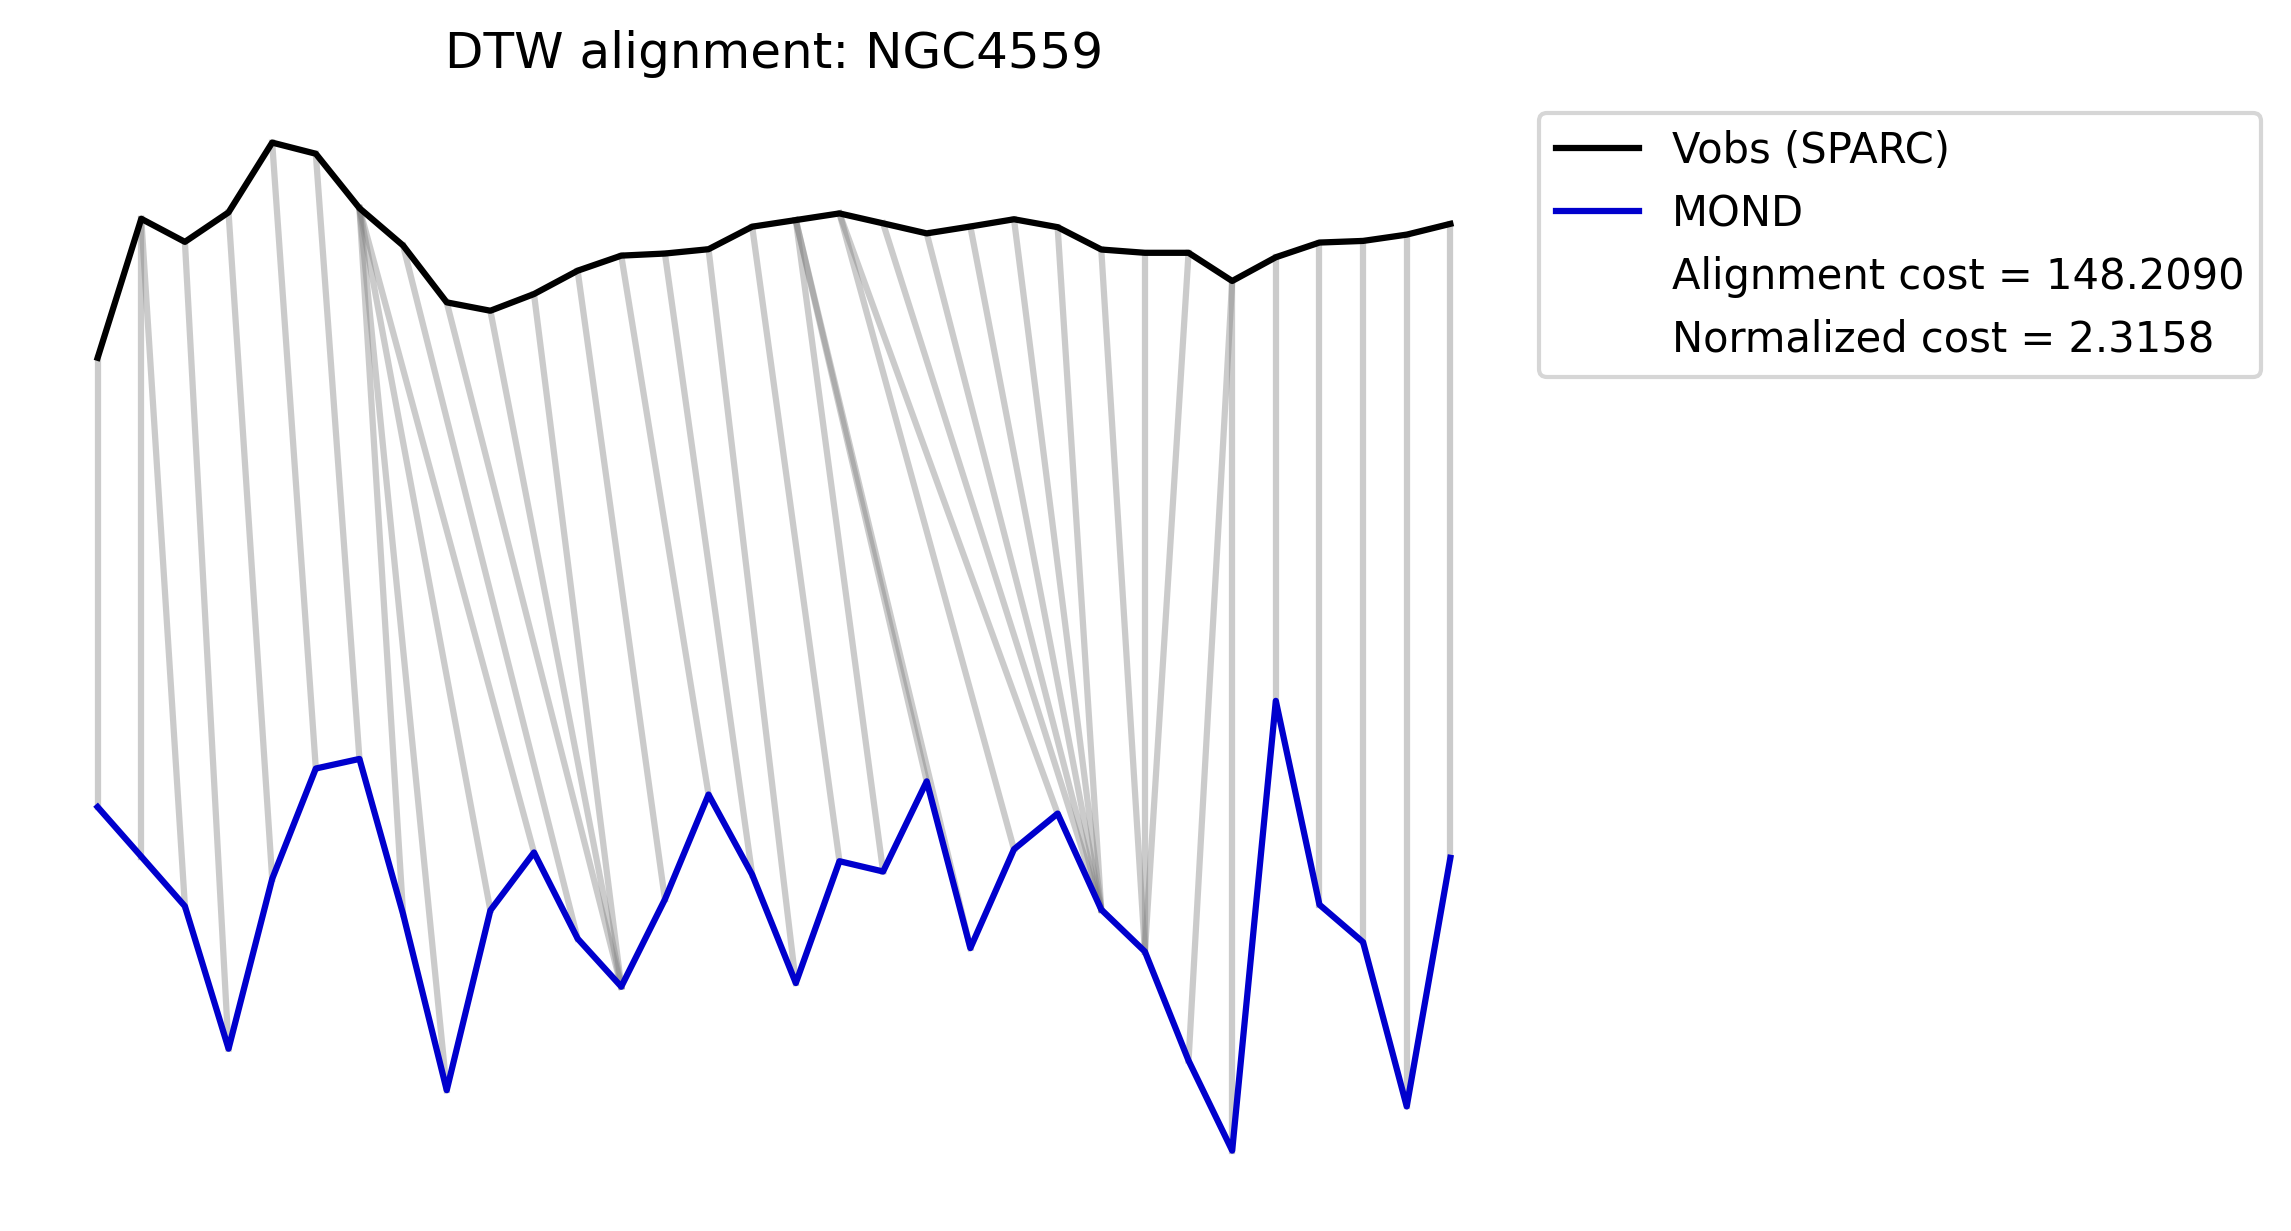 DTW alignment: NGC4559
Vobs (SPARC)
MOND
Alignment cost = 148.2090
Normalized cost = 2.3158